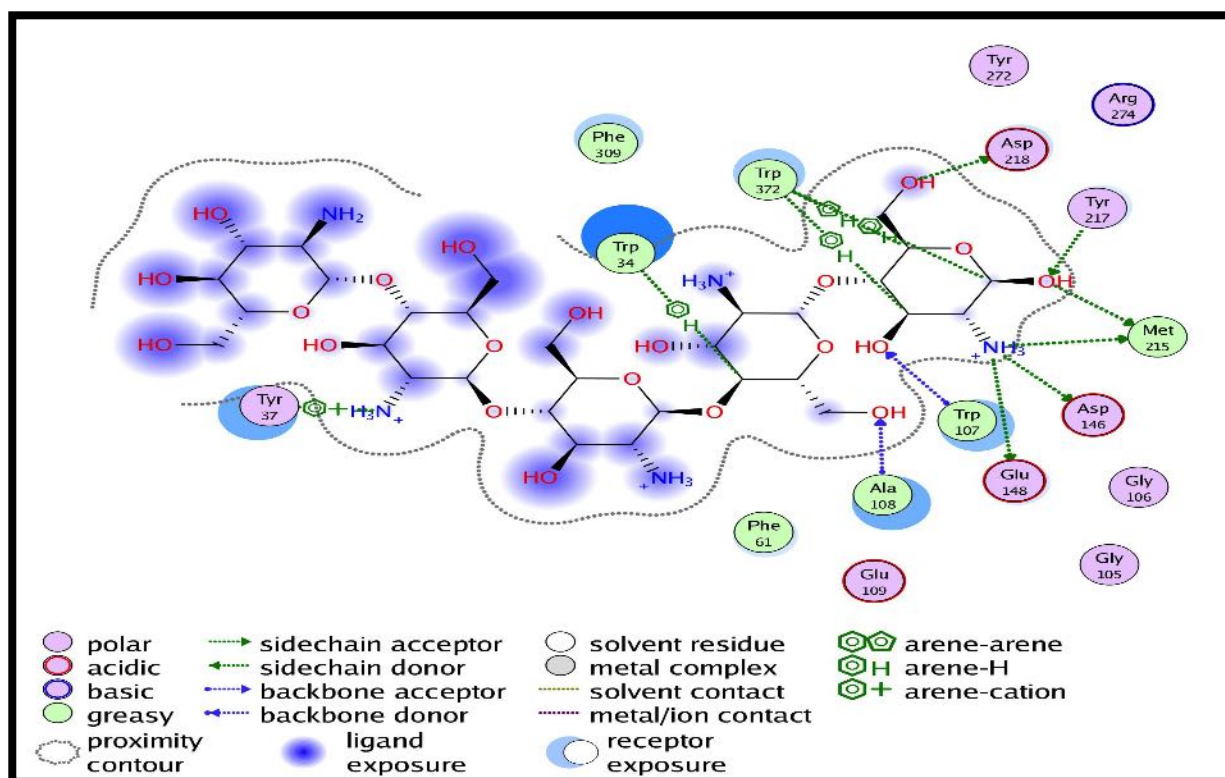 Tyr
272
Arg
274
Phe
309
Asp
218
Trp
372
OH
Tyr
217
HO
NH2
HO
Trp
34
H
H
H
O
OH
HO
O
O
H3N+
O
O
HO
OH
HO
O
HO
Met
215
HO
O
HO
HO
NH3
+
H
O
O
OH
Tyr
37
+
H3N
+
O
O
Trp
107
Asp
146
HO
NH3
+
Ala
108
Glu
148
Gly
106
Phe
61
Glu
109
Gly
105
polar
sidechain acceptor
solvent residue
arene-arene
acidic
sidechain donor
metal complex
H arene-H
basic
backbone acceptor
solvent contact
+ arene-cation
greasy
backbone donor
metal/ion contact
proximity
contour
ligand
exposure
receptor
exposure